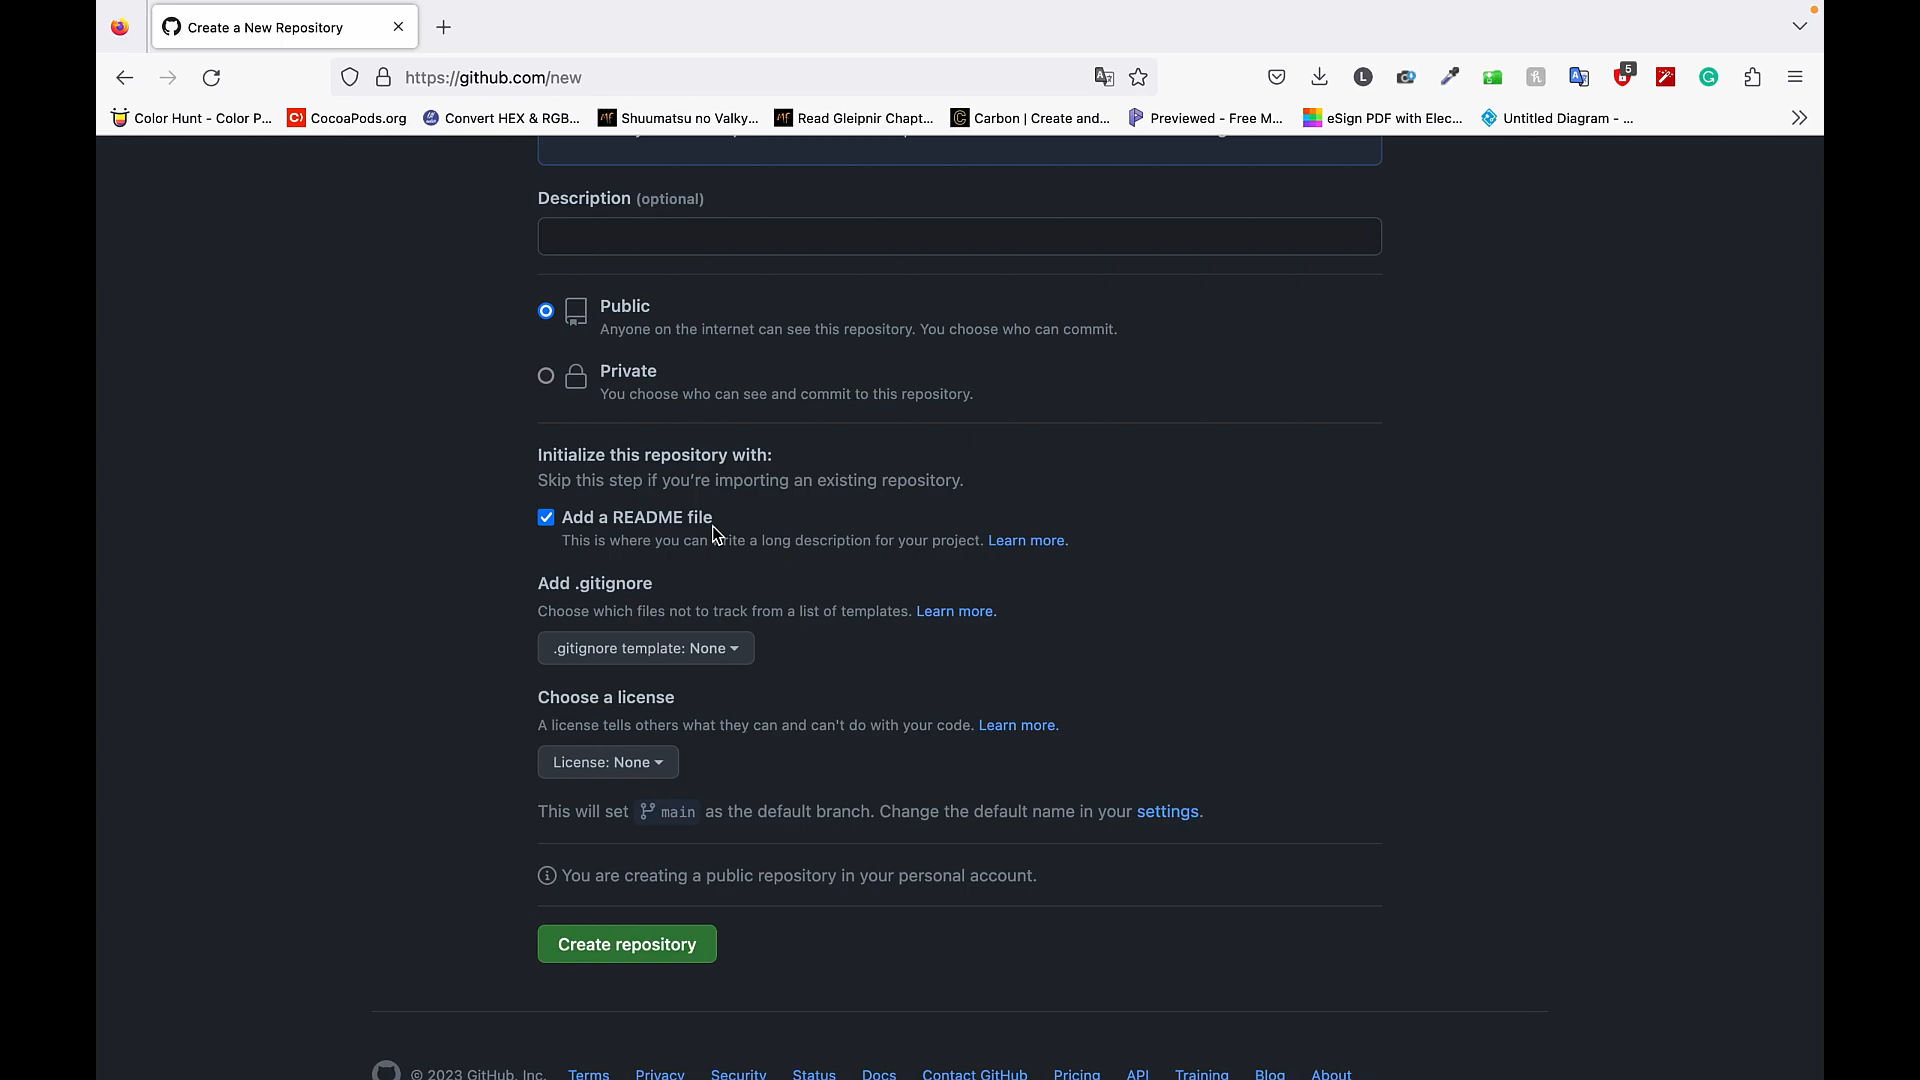 Create a New Repository
https://github.com/new
5
Color Hunt - Color P...
CocoaPods.org
Convert HEX & RGB...
Shuumatsu no Valky...
Read Gleipnir Chapt...
Carbon | Create and...
Previewed - Free M...
eSign PDF with Elec...
Untitled Diagram - ...
Description (optional)
Public
Anyone on the internet can see this repository. You choose who can commit.
Private
You choose who can see and commit to this repository.
Initialize this repository with:
Skip this step if you're importing an existing repository.
Add a README file
This is where you can write a long description for your project. Learn more.
Add .gitignore
Choose which files not to track from a list of templates. Learn more.
.gitignore template: None
Choose a license
A license tells others what they can and can't do with your code. Learn more.
License: None
This will set main as the default branch. Change the default name in your settings.
You are creating a public repository in your personal account.
Create repository
© 2023 GitHub, Inc. Terms Privacy Security Status Docs Contact GitHub Pricing API Training Blog About